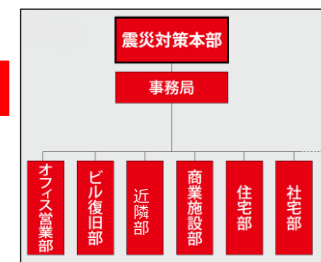 震災対策本部
事務局
オフィス営業部
ビル復旧部
近隣部
商業施設部
住宅部
社宅部